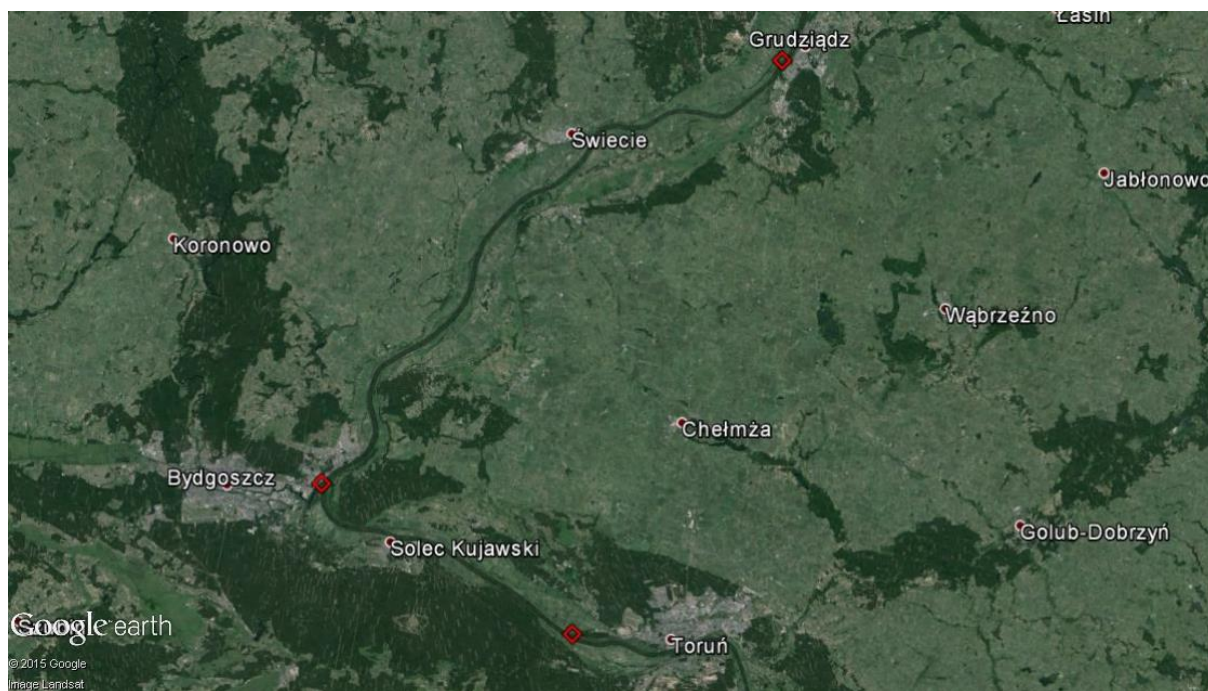 Łasin
Grudziądz
Świecie
Jabłonowo
Koronowo
Wąbrzeźno
Chełmża
Bydgoszcz
Golub-Dobrzyń
Solec Kujawski
Google earth
Toruń
© 2015 Google
Image Landsat